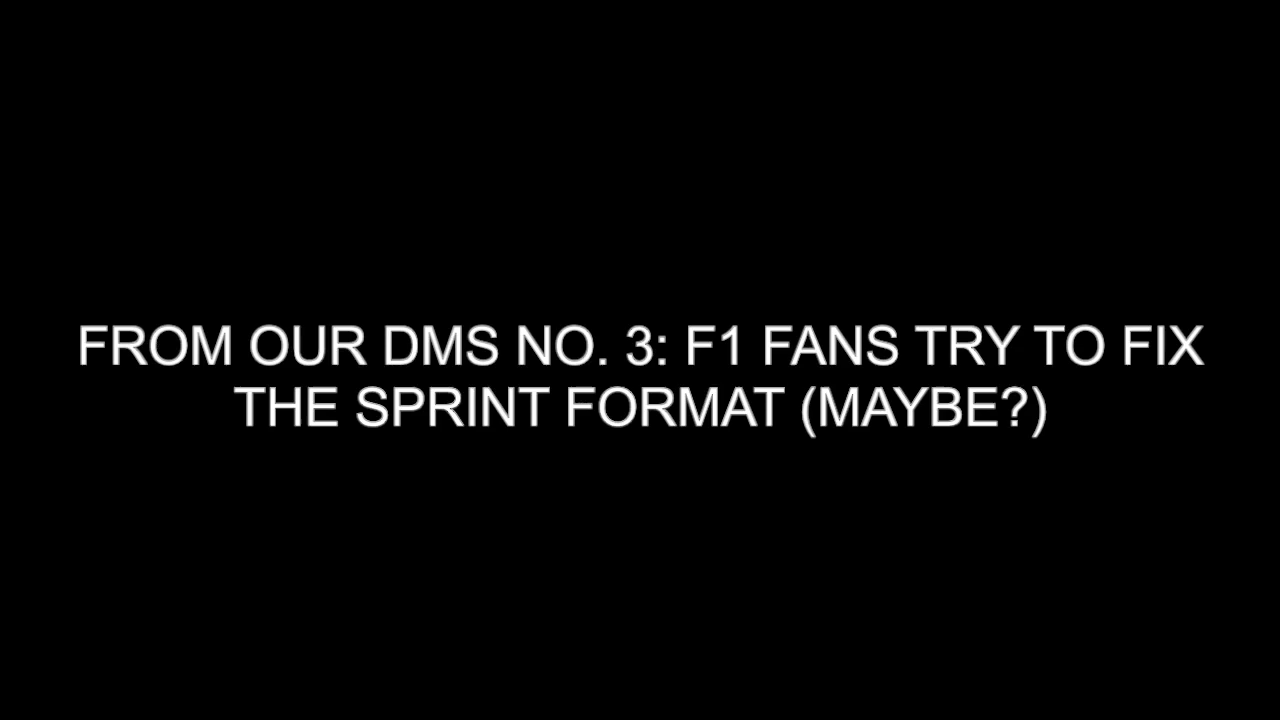 FROM OUR DMS NO. 3: F1 FANS TRY TO FIX
THE SPRINT FORMAT (MAYBE?)